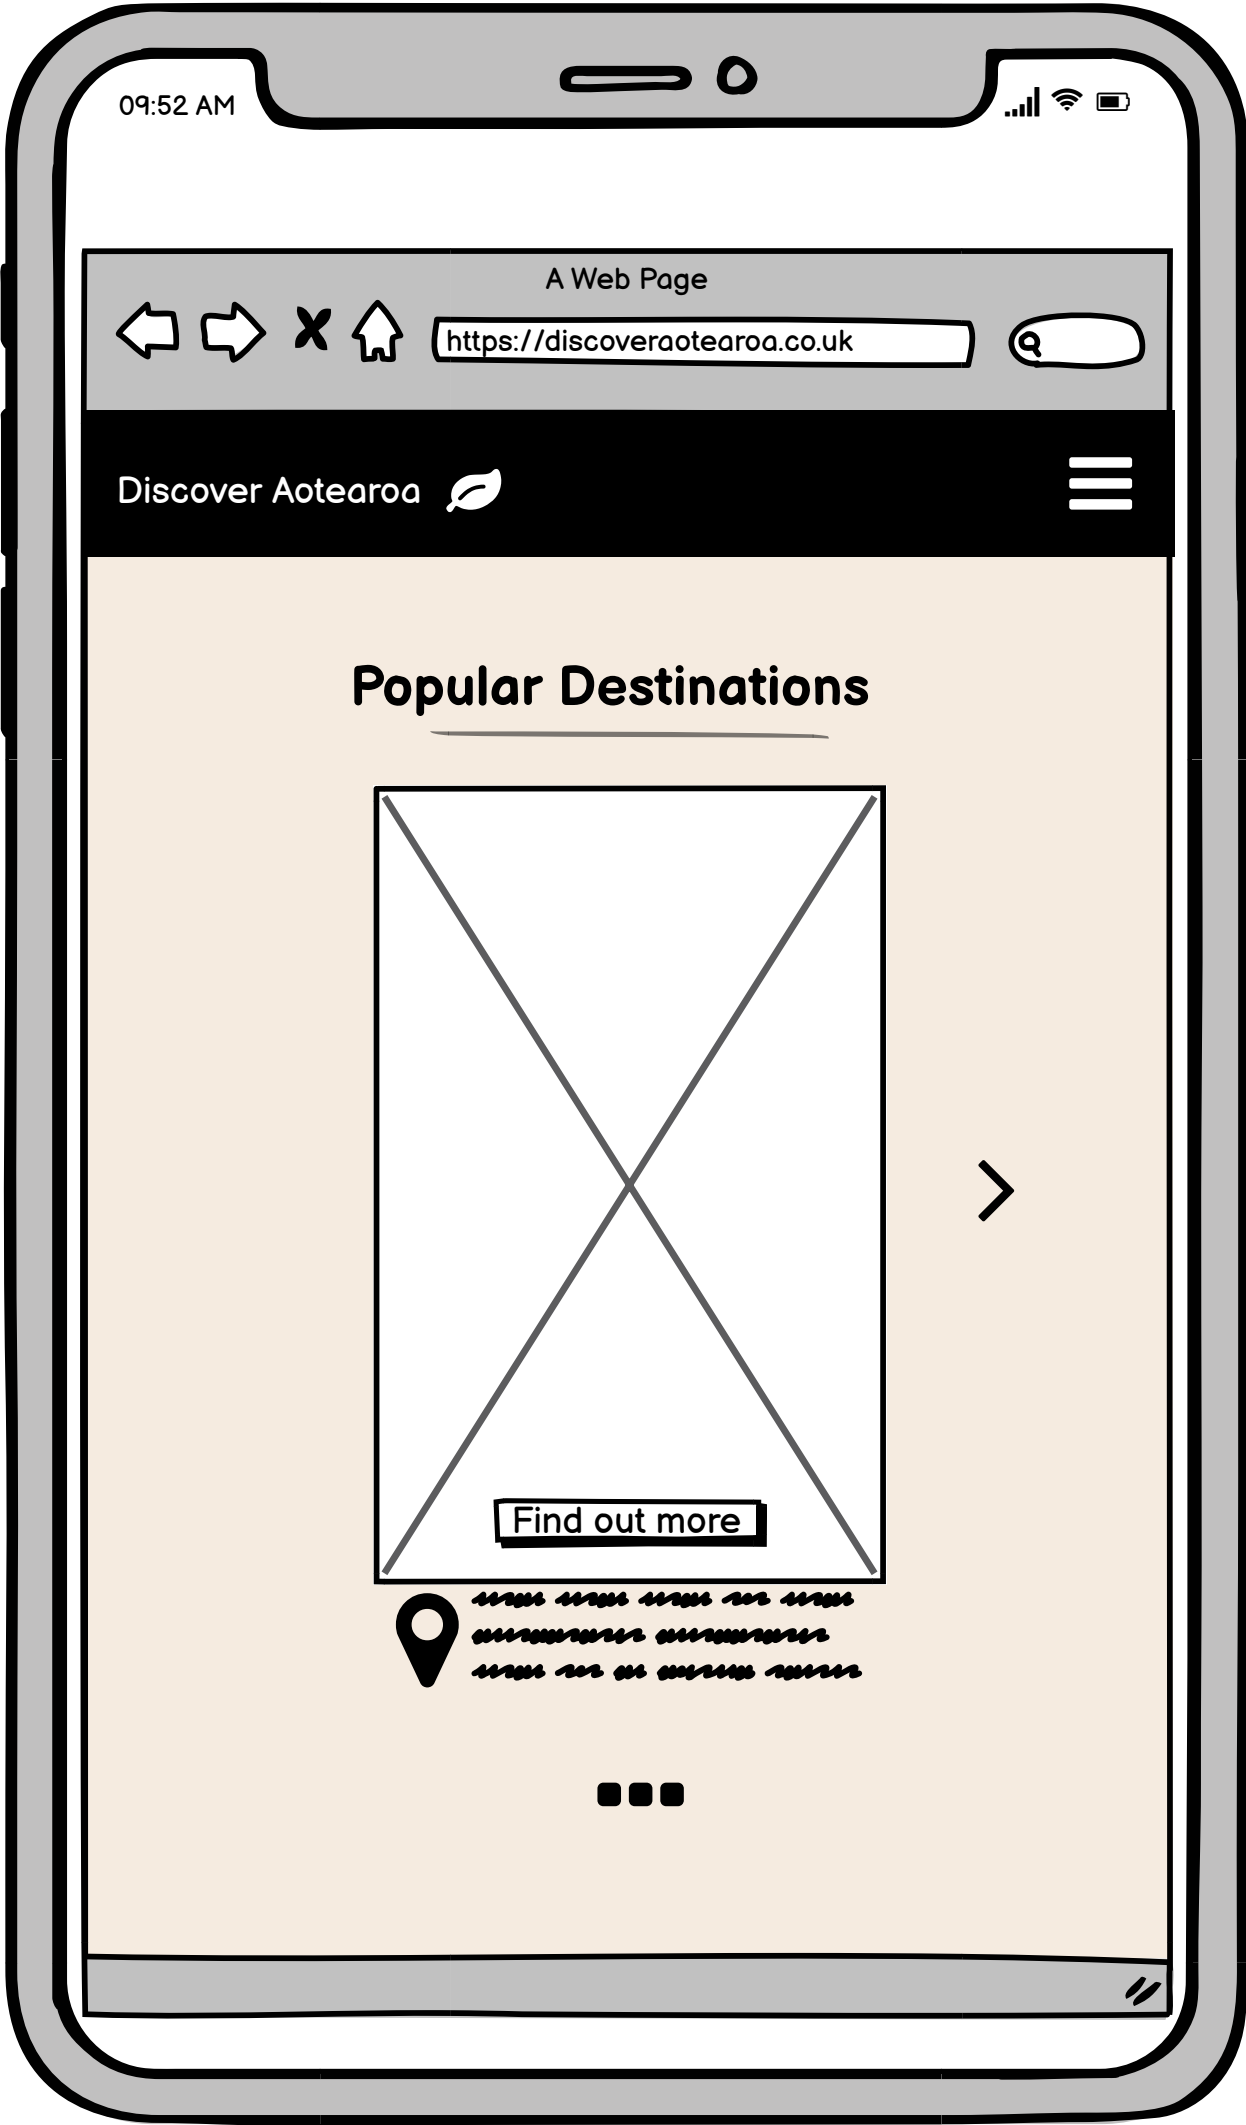 09:52 AM
A Web Page
https://discoveraotearoa.co.uk
Discover Aotearoa
Popular Destinations
Find out more